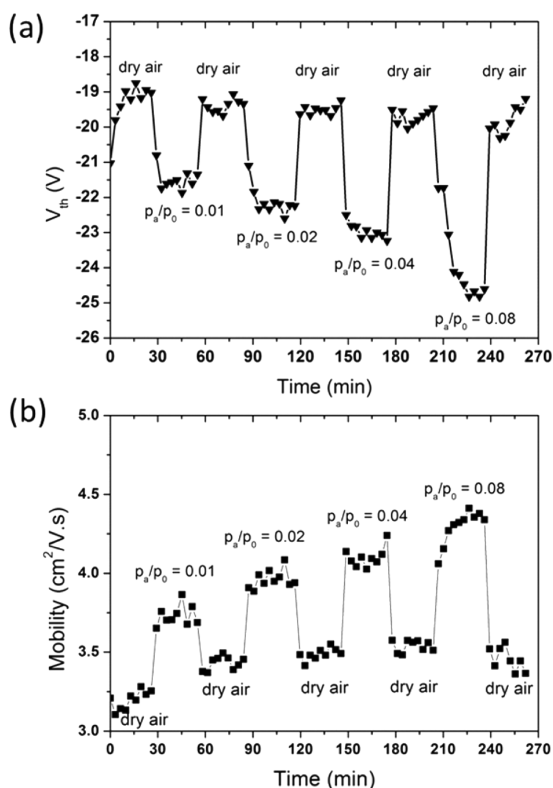 (a)
-17
-18
-19
-20
-21
-22
-23
-24
-25
-26
V_th (V)
dry air
dry air
dry air
dry air
dry air
p_a/p_0 = 0.01
p_a/p_0 = 0.02
p_a/p_0 = 0.04
p_a/p_0 = 0.08
0 30 60 90 120 150 180 210 240 270
Time (min)
(b)
5.0
4.5
4.0
3.5
3.0
Mobility (cm²/V.s)
p_a/p_0 = 0.08
p_a/p_0 = 0.04
p_a/p_0 = 0.02
p_a/p_0 = 0.01
dry air
dry air
dry air
dry air
dry air
0 30 60 90 120 150 180 210 240 270
Time (min)